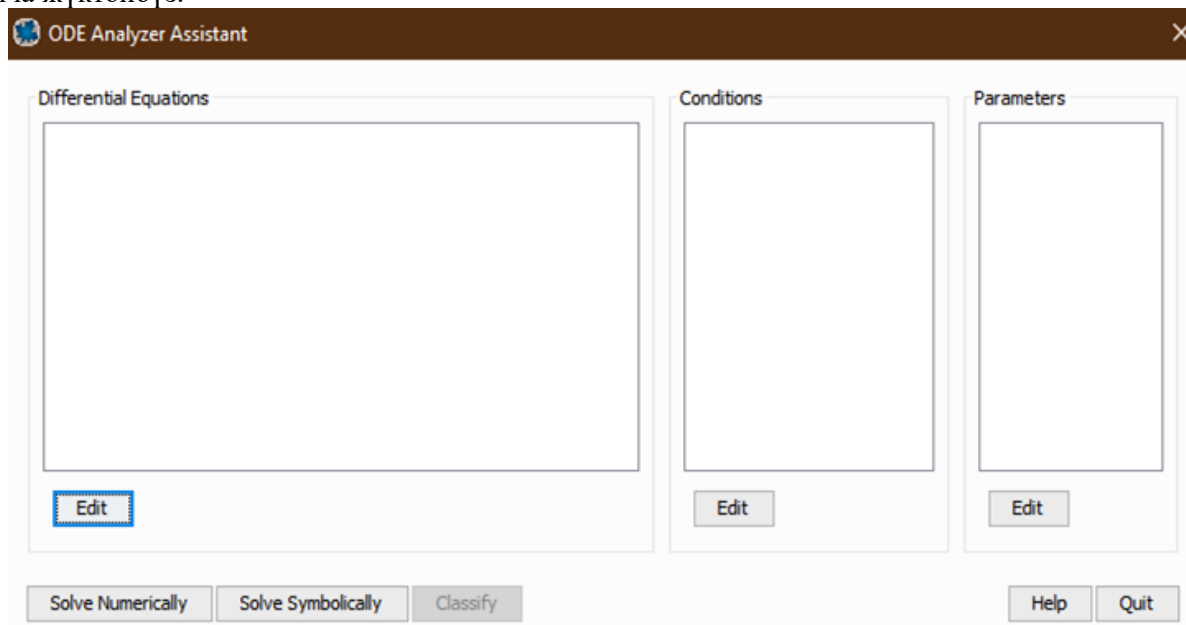 ODE Analyzer Assistant
Differential Equations
Conditions
Parameters
Edit
Edit
Edit
Solve Numerically
Solve Symbolically
Classify
Help
Quit